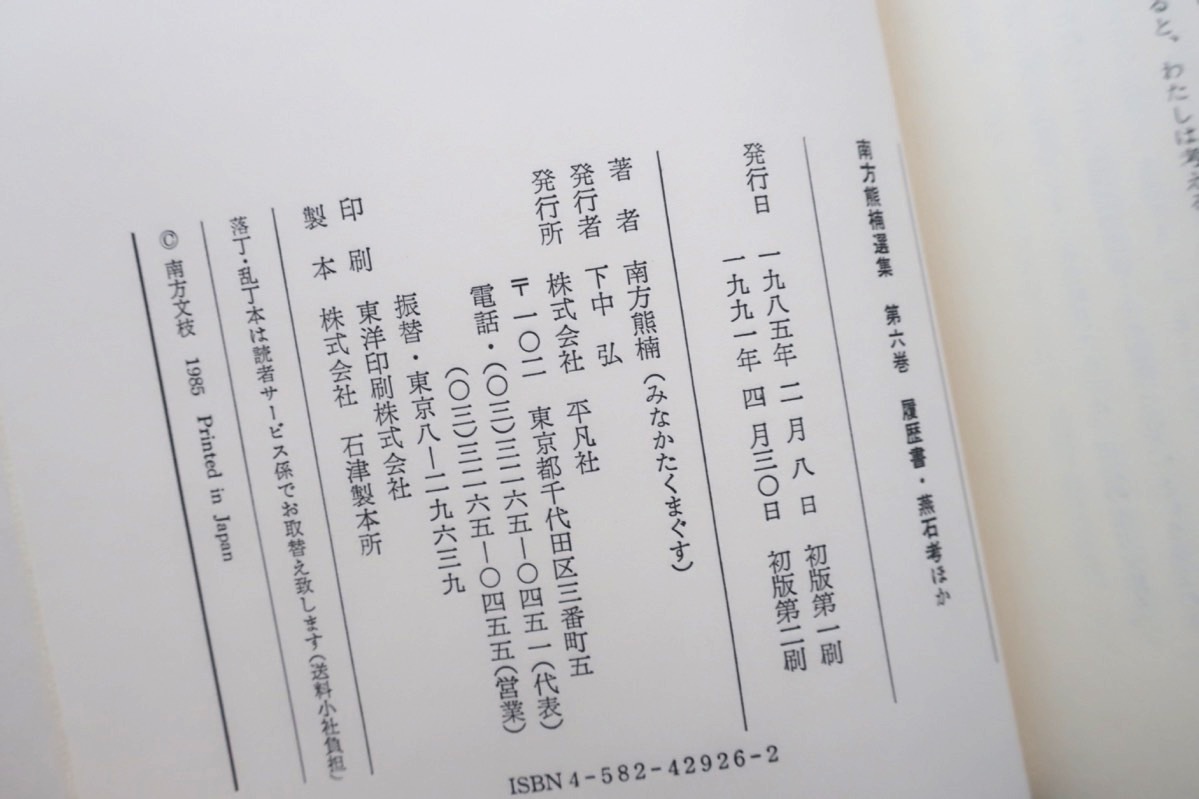 ると、わたしは考える
南方熊楠選集 第六巻 履歴書・燕石考ほか
発行日 一九八五年 二月 八日 初版第一刷
一九九一年 四月三〇日 初版第二刷
著者 南方熊楠(みなかたくまぐす)
発行者 下中 弘
発行所 株式会社 平凡社
〒一〇二 東京都千代田区三番町五
電話・(〇三)三二六五―〇四五一(代表)
(〇三)三二六五―〇四五五(営業)
振替・東京八―二九六三九
印刷 東洋印刷株式会社
製本 株式会社 石津製本所
落丁・乱丁本は読者サービス係でお取替え致します(送料小社負担)
© 南方文枝 1985 Printed in Japan
ISBN 4-582-42926-2